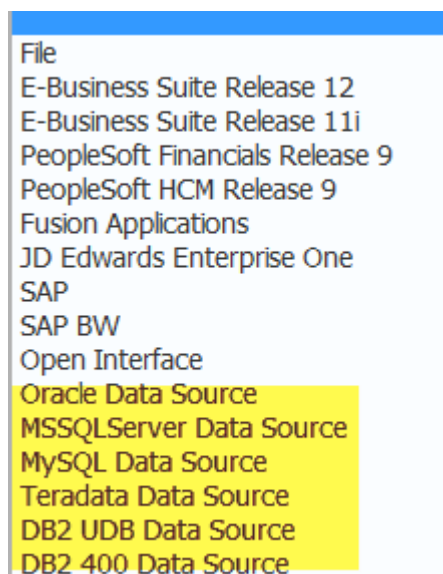 File
E-Business Suite Release 12
E-Business Suite Release 11i
PeopleSoft Financials Release 9
PeopleSoft HCM Release 9
Fusion Applications
JD Edwards Enterprise One
SAP
SAP BW
Open Interface
Oracle Data Source
MSSQLServer Data Source
MySQL Data Source
Teradata Data Source
DB2 UDB Data Source
DB2 400 Data Source